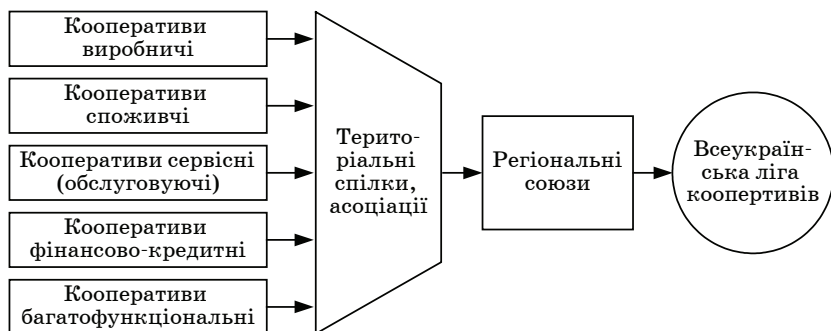 Кооперативи
виробничі
Кооперативи
споживчі
Кооперативи сервісні
(обслуговуючі)
Кооперативи
фінансово-кредитні
Кооперативи
багатофункціональні
Терито-
ріальні
спілки,
асоціації
Регіональні
союзи
Всеукраїн-
ська ліга
коопертивів